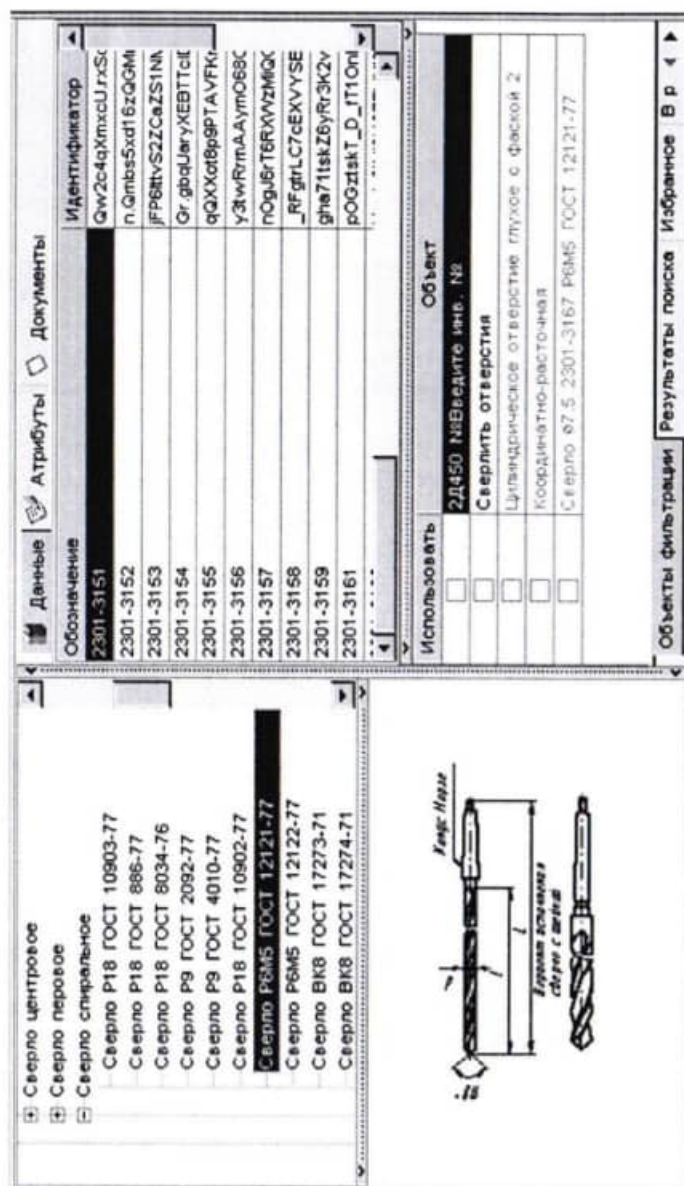 Сверло центровое
Сверло перовое
Сверло спиральное
Сверло Р18 ГОСТ 10903-77
Сверло Р18 ГОСТ 886-77
Сверло Р18 ГОСТ 8034-76
Сверло Р9 ГОСТ 2092-77
Сверло Р9 ГОСТ 4010-77
Сверло Р18 ГОСТ 10902-77
Сверло Р6М5 ГОСТ 12121-77
Сверло Р6М5 ГОСТ 12122-77
Сверло ВК8 ГОСТ 17273-71
Сверло ВК8 ГОСТ 17274-71
Конус Морзе
l
L
Вариант исполнения
сверло с шейкой
Данные Атрибуты Документы
Обозначение Идентификатор
2301-3151
2301-3152
2301-3153
2301-3154
2301-3155
2301-3156
2301-3157
2301-3158
2301-3159
2301-3161
Использовать Объект
2Д450 №Введите инв. №
Сверлить отверстия
Цилиндрическое отверстие глухое с фаской 2
Координатно-расточная
Сверло ø7.5 2301-3167 Р6М5 ГОСТ 12121-77
Объекты фильтрации Результаты поиска Избранное В р